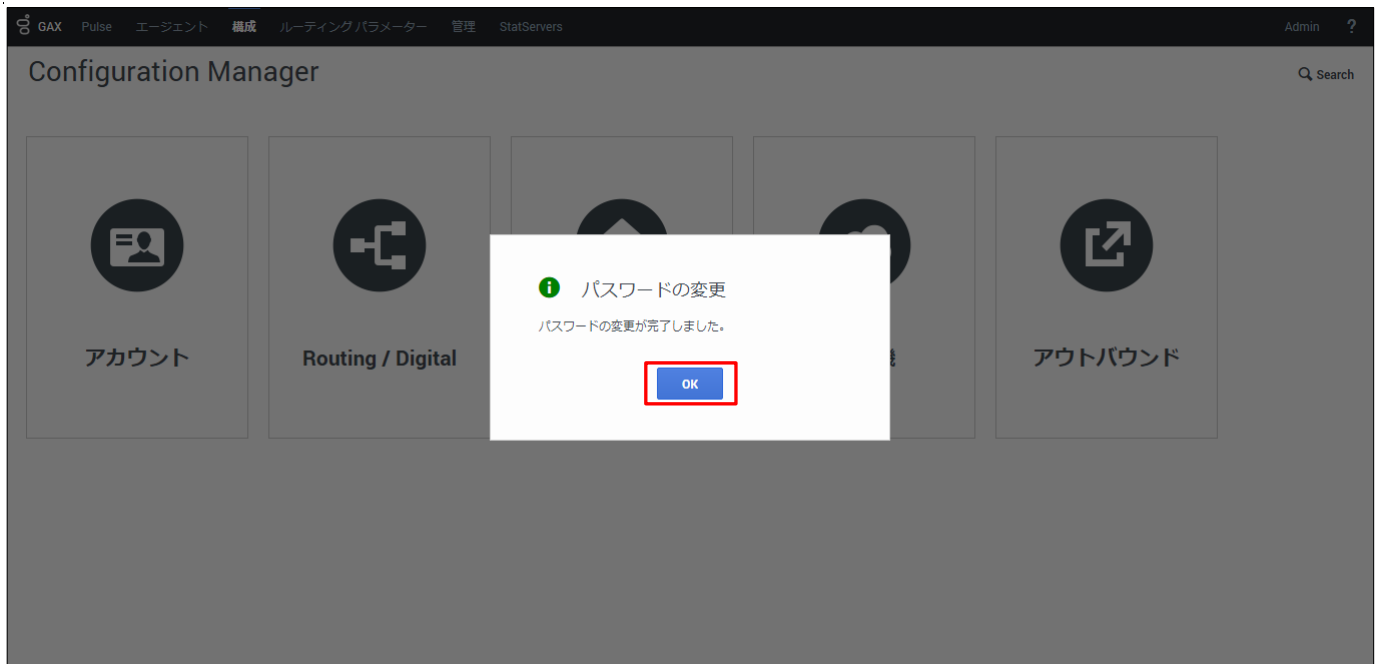 GAX Pulse エージェント 構成 ルーティング パラメーター 管理 StatServers Admin ?
Configuration Manager
Search
パスワードの変更
パスワードの変更が完了しました。
OK
アカウント
Routing / Digital
アウトバウンド